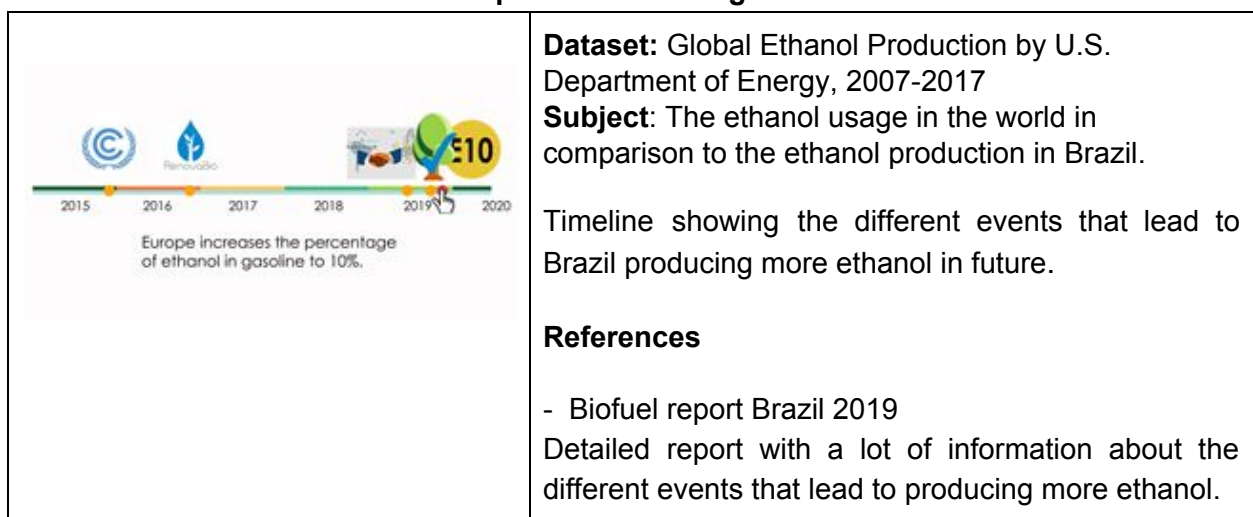 RenovaBio
E10
2015 2016 2017 2018 2019 2020
Europe increases the percentage
of ethanol in gasoline to 10%.
Dataset: Global Ethanol Production by U.S.
Department of Energy, 2007-2017
Subject: The ethanol usage in the world in
comparison to the ethanol production in Brazil.
Timeline showing the different events that lead to
Brazil producing more ethanol in future.
References
- Biofuel report Brazil 2019
Detailed report with a lot of information about the
different events that lead to producing more ethanol.